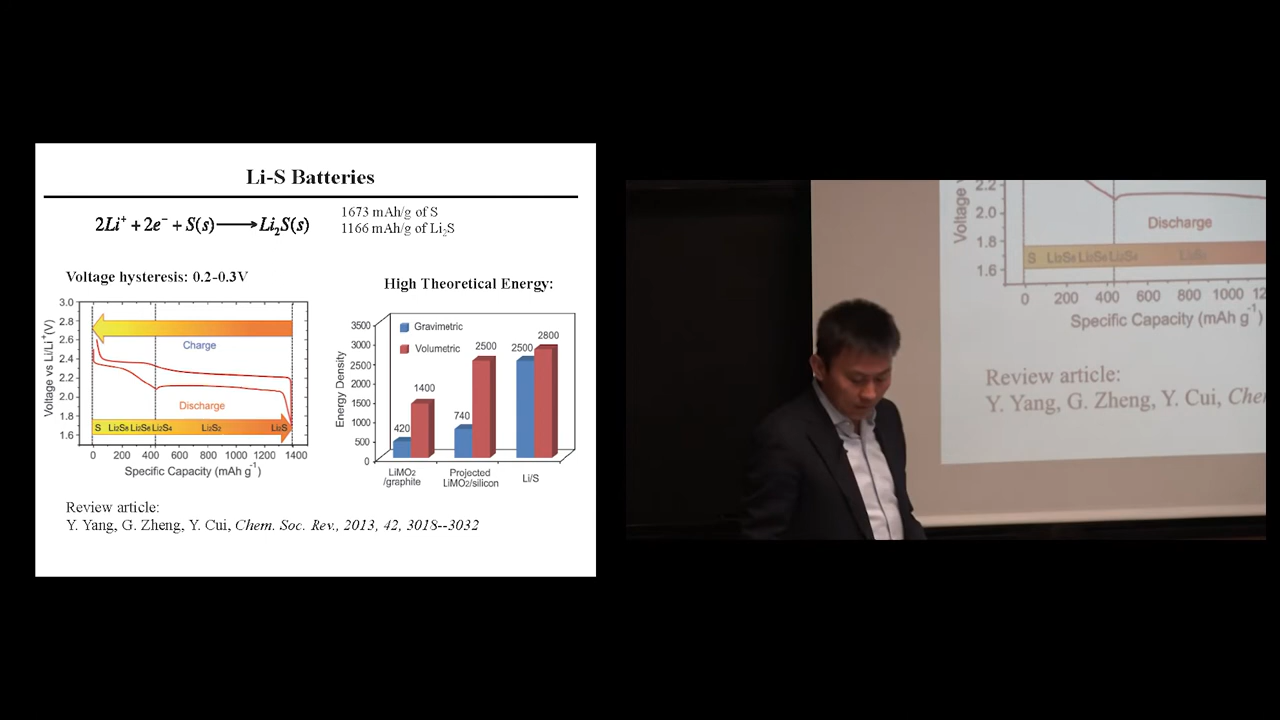 Li-S Batteries
2Li⁺ + 2e⁻ + S(s) ⟶ Li₂S(s)
1673 mAh/g of S
1166 mAh/g of Li₂S
Voltage hysteresis: 0.2-0.3V
3.0
2.8
2.6
2.4
2.2
2.0
1.8
1.6
Voltage vs Li/Li⁺(V)
Charge
Discharge
S Li₂S₈ Li₂S₆ Li₂S₄ Li₂S₂ Li₂S
0 200 400 600 800 1000 1200 1400
Specific Capacity (mAh g⁻¹)
High Theoretical Energy:
3500
3000
2500
2000
1500
1000
500
0
Energy Density
Gravimetric
Volumetric
420
1400
740
2500
2500
2800
LiMO₂
/graphite
Projected
LiMO₂/silicon
Li/S
Review article:
Y. Yang, G. Zheng, Y. Cui, Chem. Soc. Rev., 2013, 42, 3018--3032
2.2
2.0
1.8
1.6
Voltage
Discharge
S Li₂S₈ Li₂S₆ Li₂S₄ Li₂S₂
0 200 400 600 800 1000 12
Specific Capacity (mAh g⁻¹)
Review article:
Y. Yang, G. Zheng, Y. Cui, Che